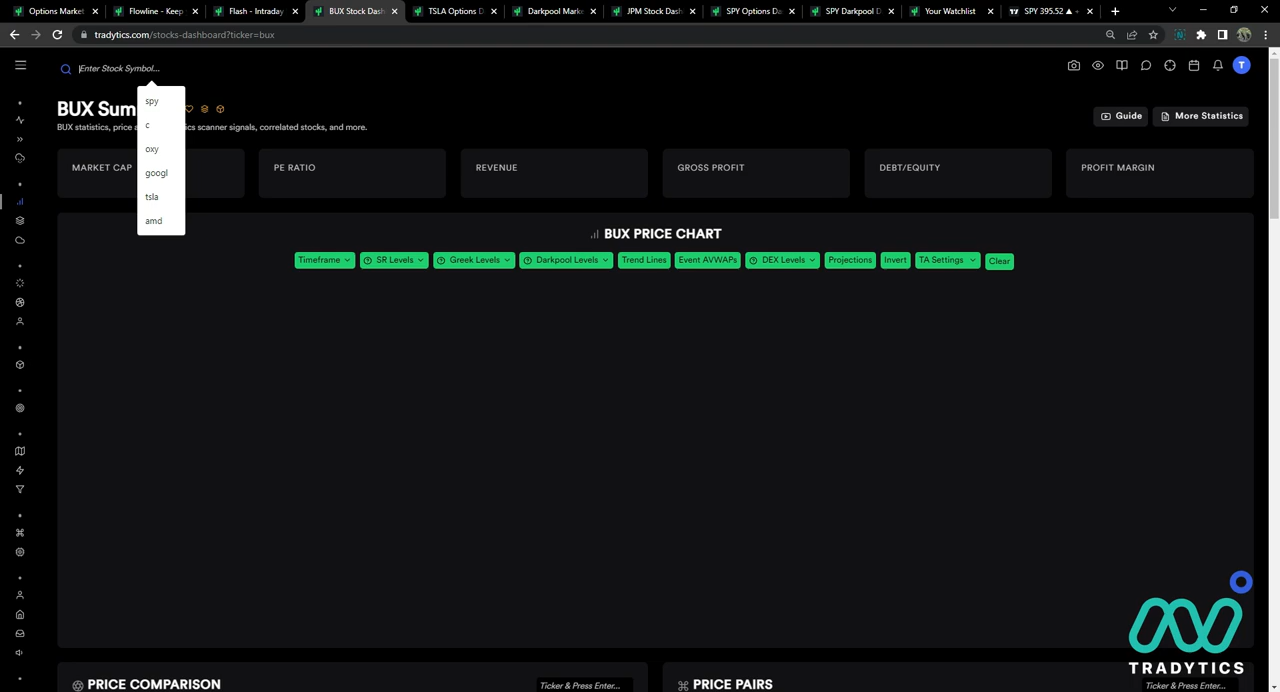 Options Market
Flowline - Keep
Flash - Intraday
BUX Stock Dash
TSLA Options D
Darkpool Marke
JPM Stock Dash
SPY Options Da
SPY Darkpool D
Your Watchlist
SPY 395.52 ▲
tradytics.com/stocks-dashboard?ticker=bux
Enter Stock Symbol...
T
spy
c
oxy
googl
tsla
amd
BUX Sum
BUX statistics, price a
cs scanner signals, correlated stocks, and more.
Guide
More Statistics
MARKET CAP
PE RATIO
REVENUE
GROSS PROFIT
DEBT/EQUITY
PROFIT MARGIN
BUX PRICE CHART
Timeframe
SR Levels
Greek Levels
Darkpool Levels
Trend Lines
Event AVWAPs
DEX Levels
Projections
Invert
TA Settings
Clear
TRADYTICS
PRICE COMPARISON
Ticker & Press Enter...
PRICE PAIRS
Ticker & Press Enter...